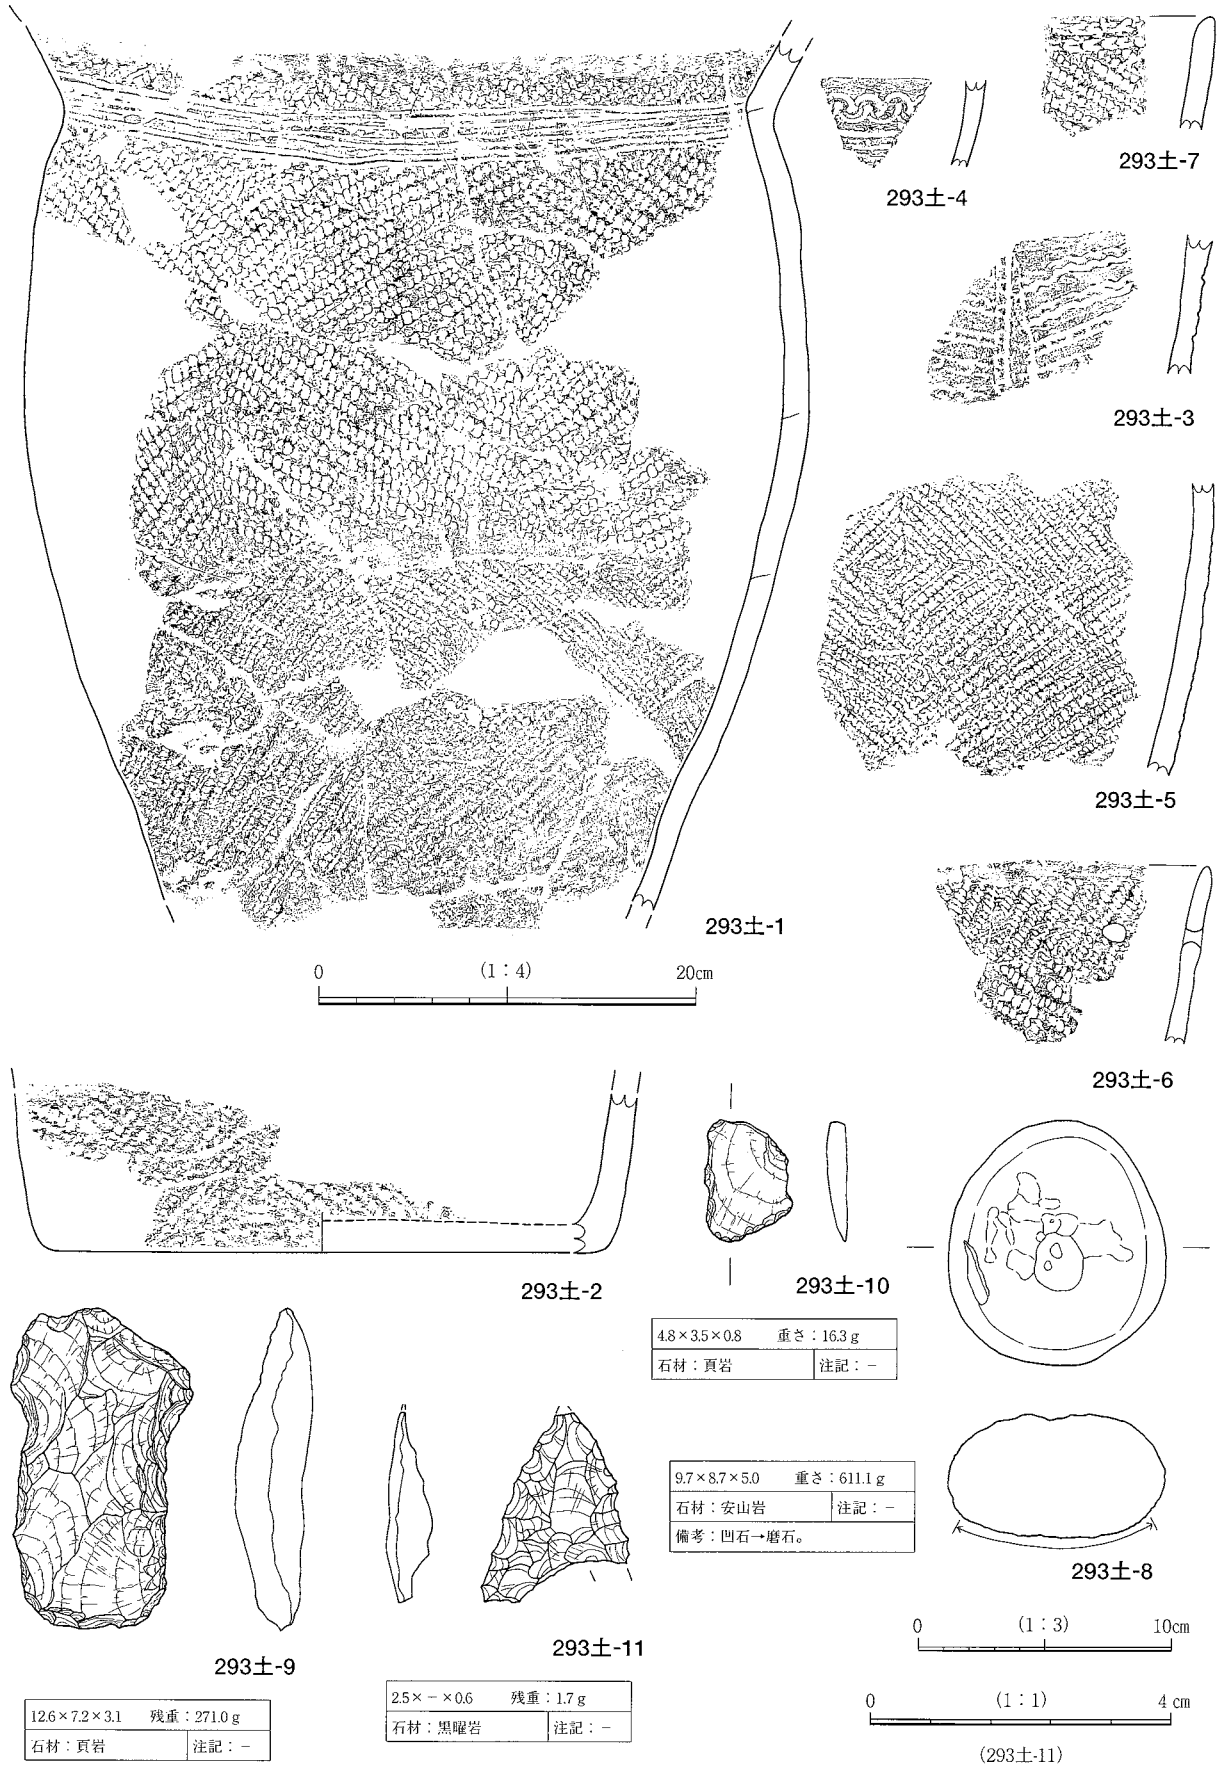 293土-7
293土-4
293土-3
293土-5
293土-1
0 (1：4) 20cm
293土-6
293土-2
293土-10
4.8×3.5×0.8 重さ：16.3 g
石材：頁岩 注記：−
9.7×8.7×5.0 重さ：611.1 g
石材：安山岩 注記：−
備考：凹石→磨石。
293土-8
293土-9
12.6×7.2×3.1 残重：271.0 g
石材：頁岩 注記：−
293土-11
2.5×−×0.6 残重：1.7 g
石材：黒曜岩 注記：−
0 (1：3) 10cm
0 (1：1) 4 cm
(293土-11)